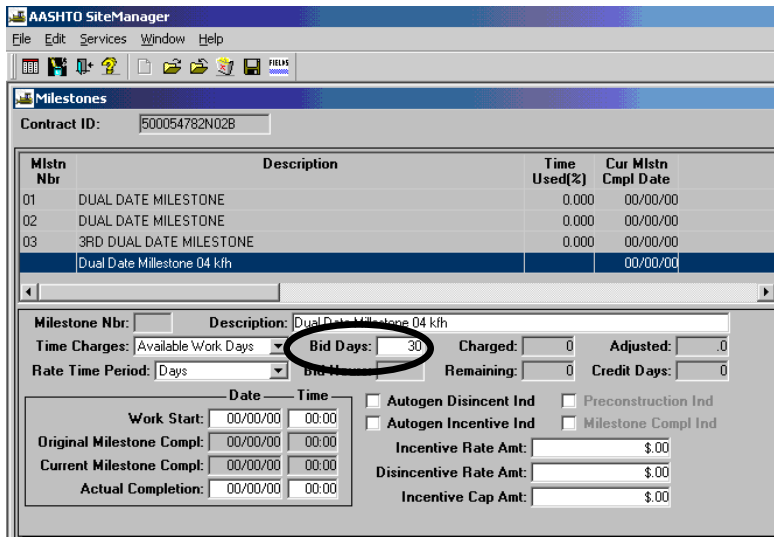 AASHTO SiteManager
File Edit Services Window Help
FIELDS
Milestones
Contract ID: 500054782N02B
Mlstn Nbr Description Time Used(%) Cur Mlstn Cmpl Date
01 DUAL DATE MILESTONE 0.000 00/00/00
02 DUAL DATE MILESTONE 0.000 00/00/00
03 3RD DUAL DATE MILESTONE 0.000 00/00/00
Dual Date Millestone 04 kfh 00/00/00
Milestone Nbr: Description: Dual Date Millestone 04 kfh
Time Charges: Available Work Days Bid Days: 30 Charged: 0 Adjusted: .0
Rate Time Period: Days Bid Hours: Remaining: 0 Credit Days: 0
Date Time
Autogen Disincent Ind Preconstruction Ind
Work Start: 00/00/00 00:00 Autogen Incentive Ind Milestone Compl Ind
Original Milestone Compl: 00/00/00 00:00 Incentive Rate Amt: $.00
Current Milestone Compl: 00/00/00 00:00 Disincentive Rate Amt: $.00
Actual Completion: 00/00/00 00:00 Incentive Cap Amt: $.00